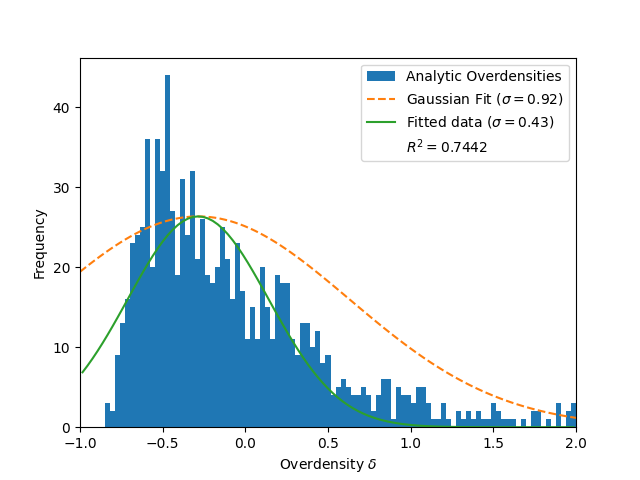 Analytic Overdensities
Gaussian Fit (σ = 0.92)
Fitted data (σ = 0.43)
R² = 0.7442
Frequency
40
30
20
10
0
−1.0 −0.5 0.0 0.5 1.0 1.5 2.0
Overdensity δ